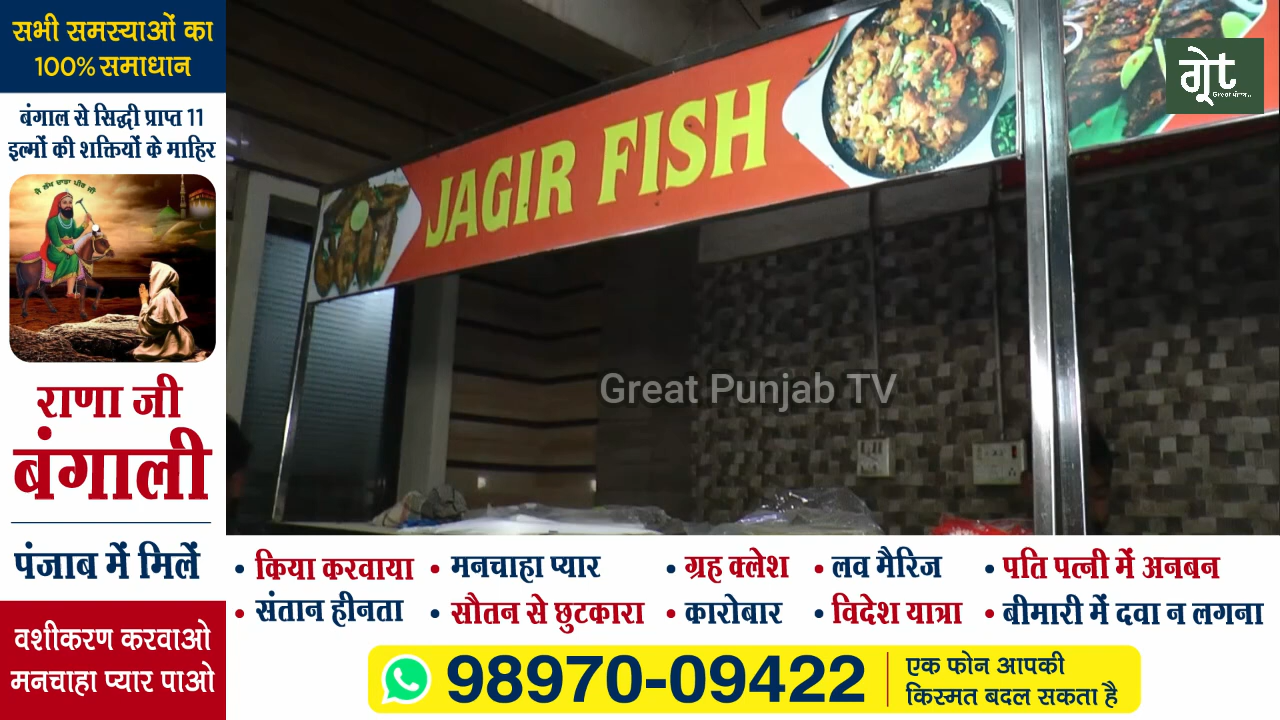 सभी समस्याओं का
100% समाधान
बंगाल से सिद्धी प्राप्त 11
इल्मों की शक्तियों के माहिर
ਜੈ ਲੱਖ ਦਾਤਾ ਪੀਰ ਜੀ
राणा जी
बंगाली
पंजाब में मिलें
वशीकरण करवाओ
मनचाहा प्यार पाओ
JAGIR FISH
Great Punjab TV
• किया करवाया • मनचाहा प्यार • ग्रह क्लेश • लव मैरिज • पति पत्नी में अनबन
• संतान हीनता • सौतन से छुटकारा • कारोबार • विदेश यात्रा • बीमारी में दवा न लगना
98970-09422
एक फोन आपकी
किस्मत बदल सकता है